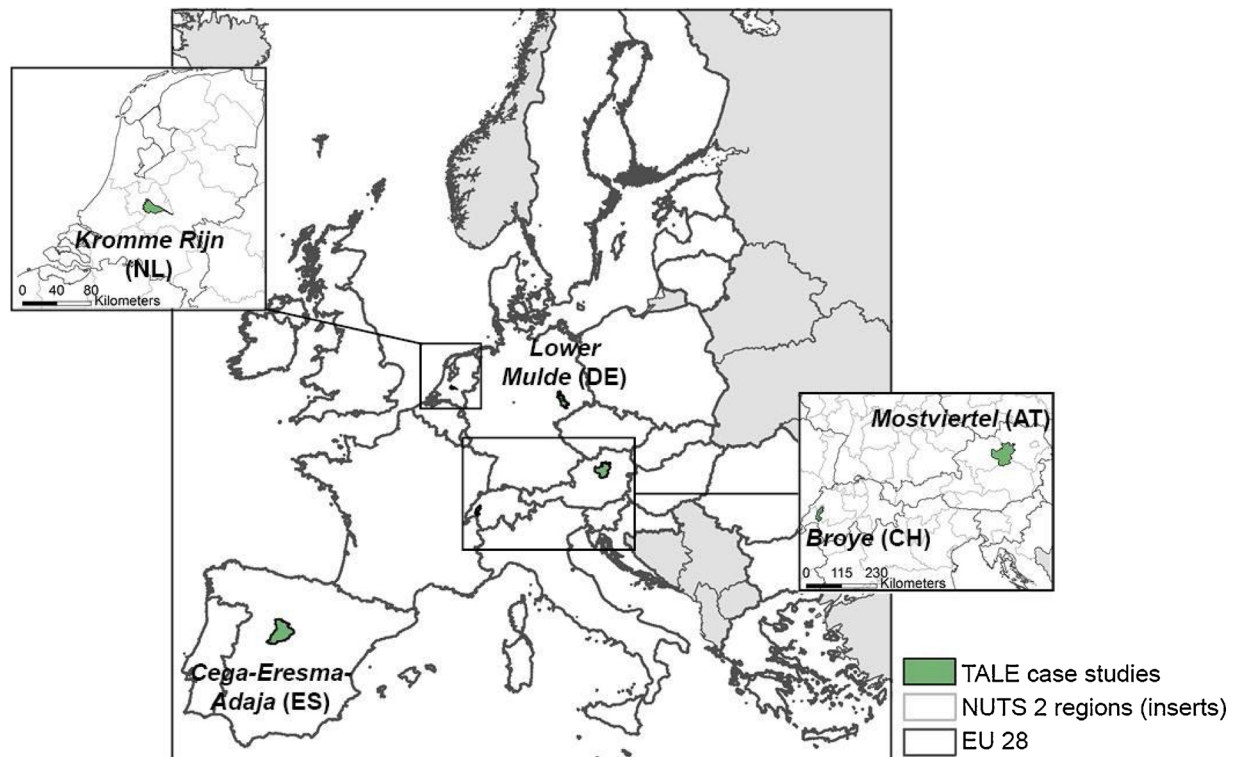 Kromme Rijn
(NL)
0 40 80
Kilometers
Lower
Mulde (DE)
Mostviertel (AT)
Broye (CH)
0 115 230
Kilometers
Cega-Eresma-
Adaja (ES)
TALE case studies
NUTS 2 regions (inserts)
EU 28